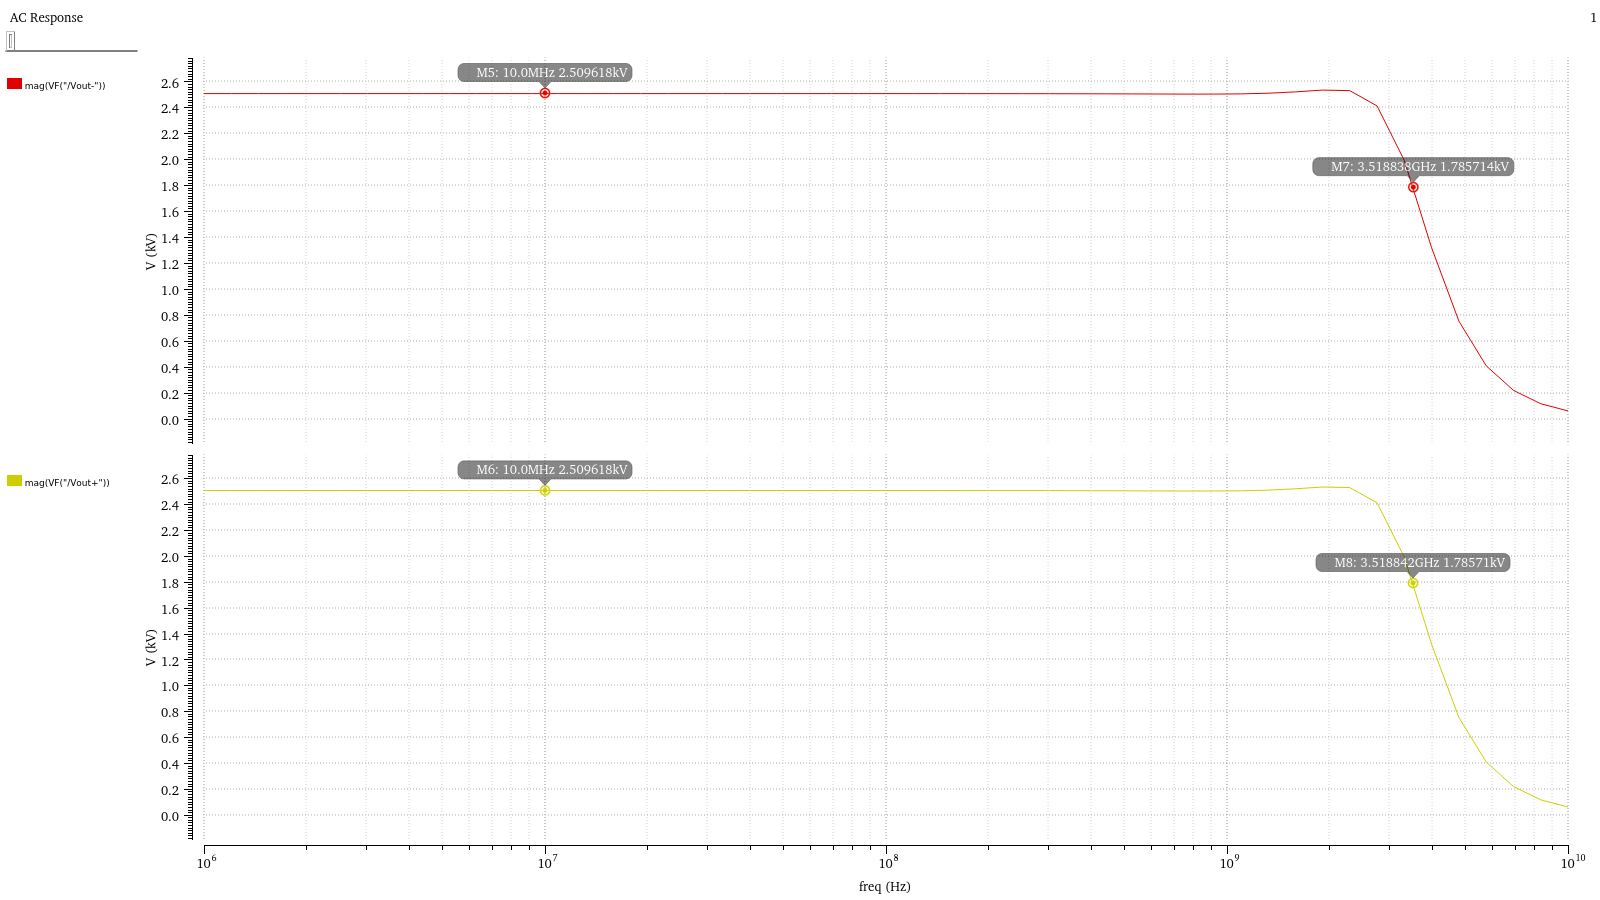 AC Response
1
mag(VF("/Vout-"))
M5: 10.0MHz 2.509618kV
M7: 3.518838GHz 1.785714kV
V (kV)
2.6
2.4
2.2
2.0
1.8
1.6
1.4
1.2
1.0
0.8
0.6
0.4
0.2
0.0
mag(VF("/Vout+"))
M6: 10.0MHz 2.509618kV
M8: 3.518842GHz 1.78571kV
V (kV)
2.6
2.4
2.2
2.0
1.8
1.6
1.4
1.2
1.0
0.8
0.6
0.4
0.2
0.0
10^6 10^7 10^8 10^9 10^10
freq (Hz)